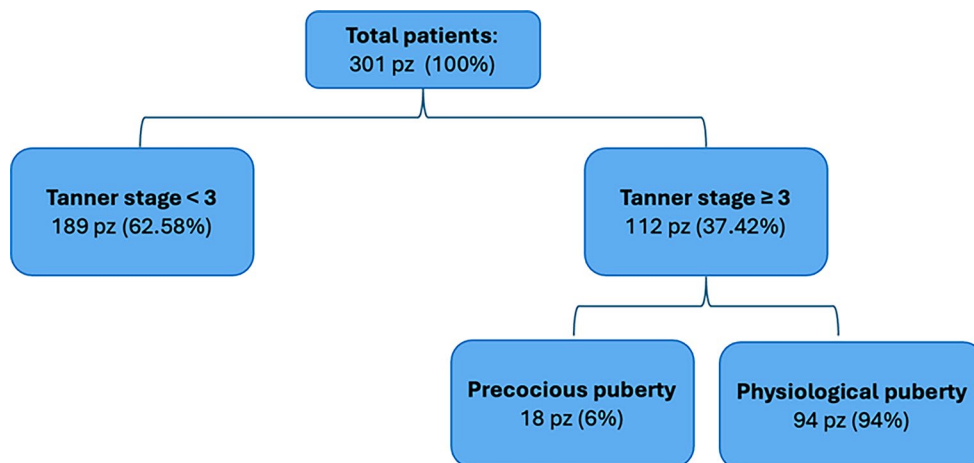 Total patients:
301 pz (100%)
Tanner stage < 3
189 pz (62.58%)
Tanner stage ≥ 3
112 pz (37.42%)
Precocious puberty
18 pz (6%)
Physiological puberty
94 pz (94%)